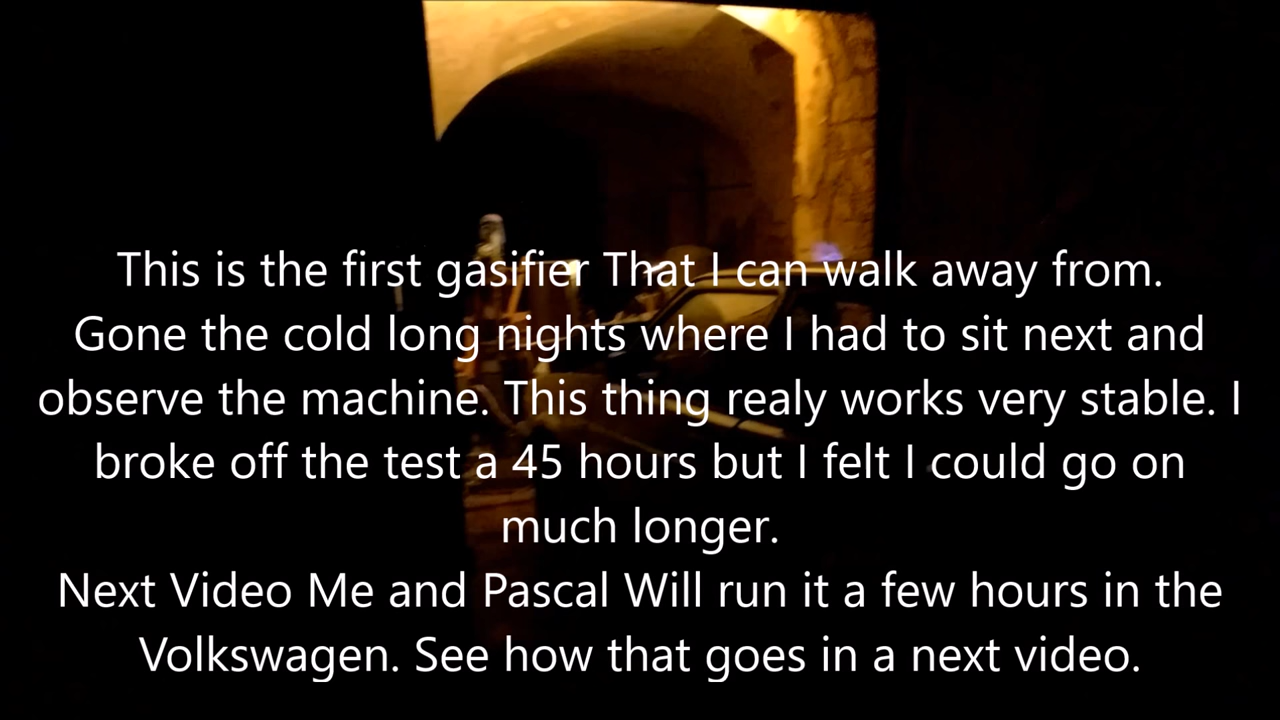 This is the first gasifier That I can walk away from.
Gone the cold long nights where I had to sit next and
observe the machine. This thing realy works very stable. I
broke off the test a 45 hours but I felt I could go on
much longer.
Next Video Me and Pascal Will run it a few hours in the
Volkswagen. See how that goes in a next video.